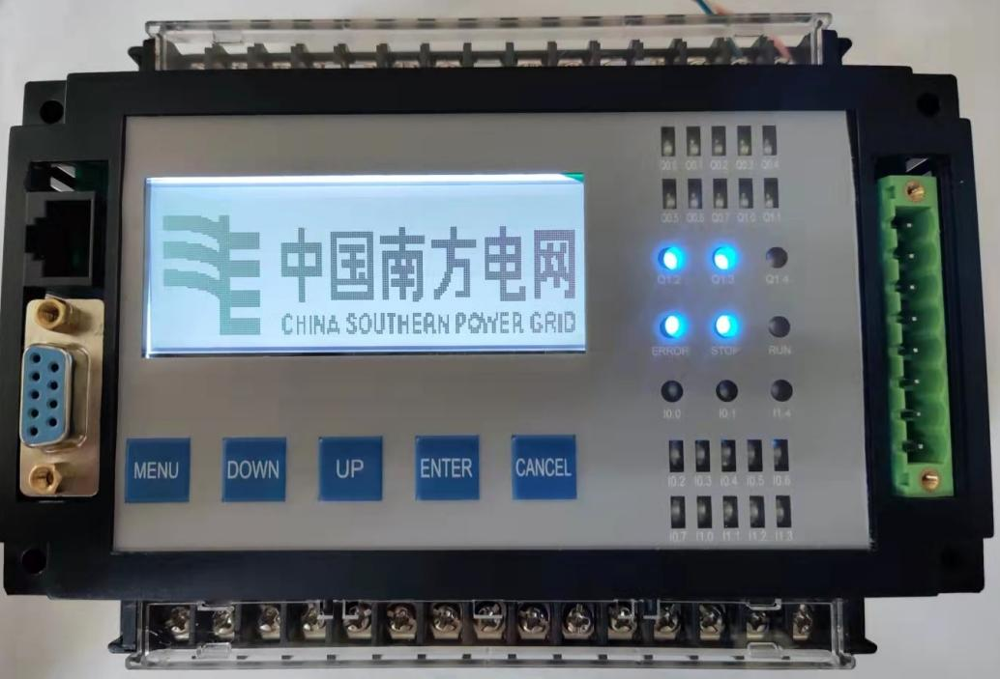 Q0.0 Q0.1 Q0.2 Q0.3 Q0.4
Q0.5 Q0.6 Q0.7 Q1.0 Q1.1
中国南方电网
CHINA SOUTHERN POWER GRID
Q1.2 Q1.3 Q1.4
ERROR STOP RUN
I0.0 I0.1 I1.4
MENU DOWN UP ENTER CANCEL
I0.2 I0.3 I0.4 I0.5 I0.6
I0.7 I1.0 I1.1 I1.2 I1.3